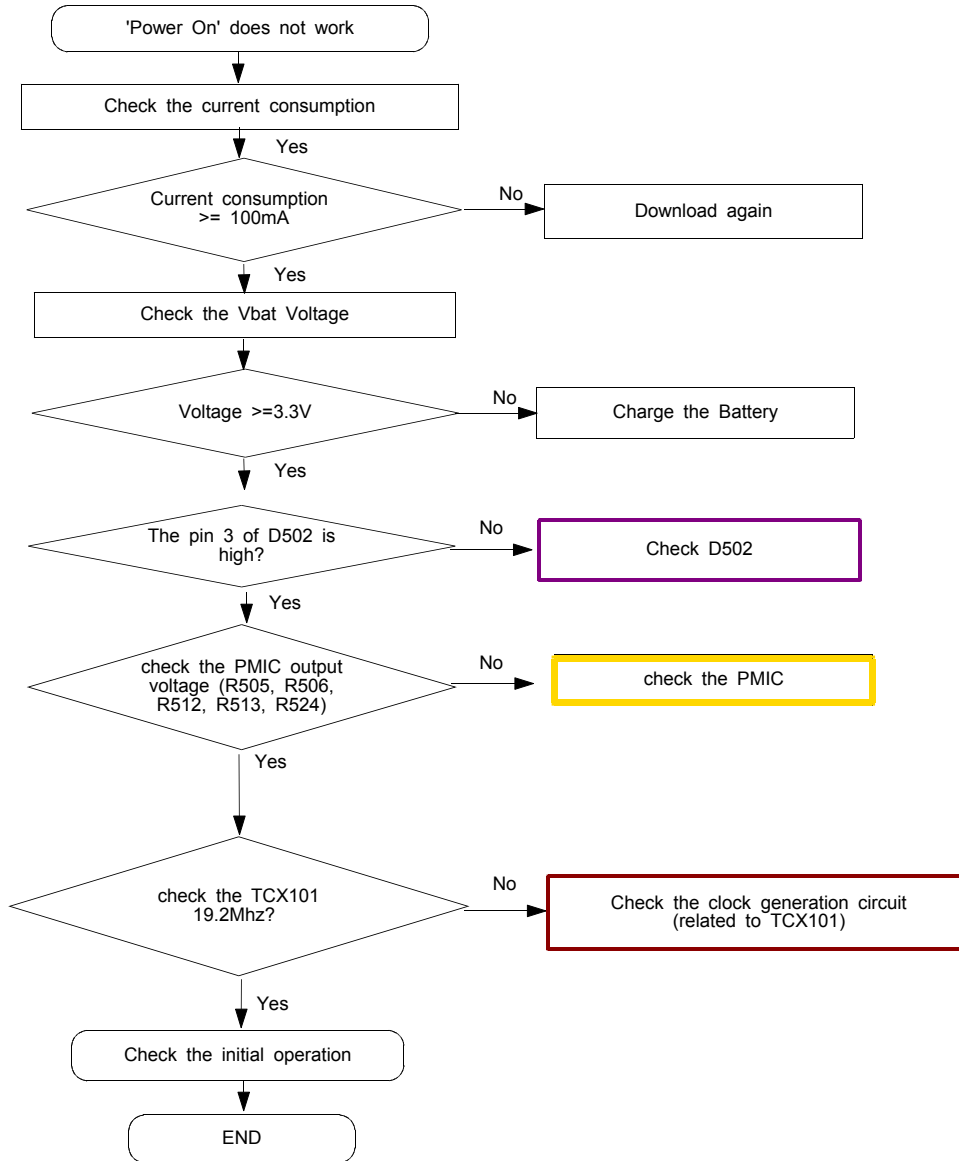 'Power On' does not work
Check the current consumption
Yes
Current consumption
>= 100mA
No
Download again
Yes
Check the Vbat Voltage
Voltage >=3.3V
No
Charge the Battery
Yes
The pin 3 of D502 is
high?
No
Check D502
Yes
check the PMIC output
voltage (R505, R506,
R512, R513, R524)
No
check the PMIC
Yes
check the TCX101
19.2Mhz?
No
Check the clock generation circuit
(related to TCX101)
Yes
Check the initial operation
END